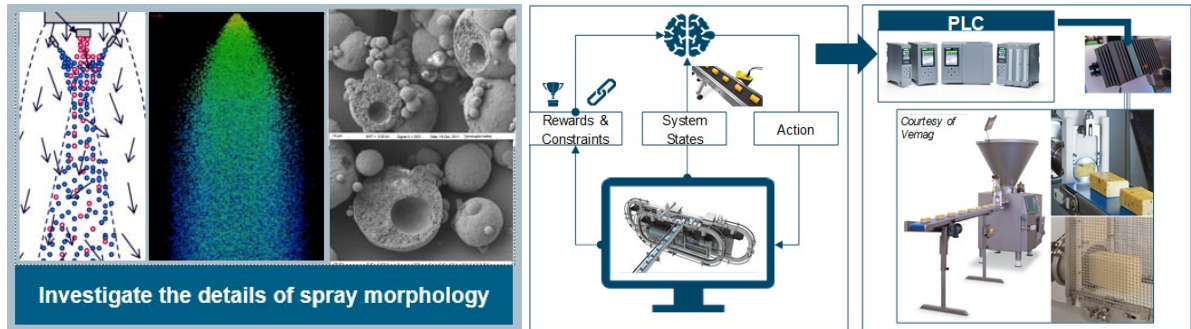 Investigate the details of spray morphology
Rewards &
Constraints
System
States
Action
PLC
Courtesy of
Vemag